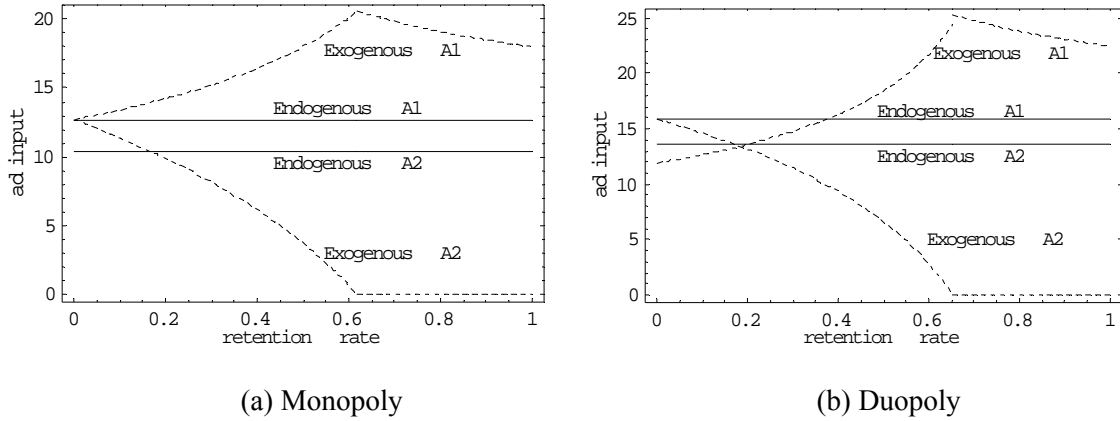 20
15
10
5
0
ad input
Exogenous A1
Endogenous A1
Endogenous A2
Exogenous A2
0 0.2 0.4 0.6 0.8 1
retention rate
(a) Monopoly
25
20
15
10
5
0
ad input
Exogenous A1
Endogenous A1
Endogenous A2
Exogenous A2
0 0.2 0.4 0.6 0.8 1
retention rate
(b) Duopoly